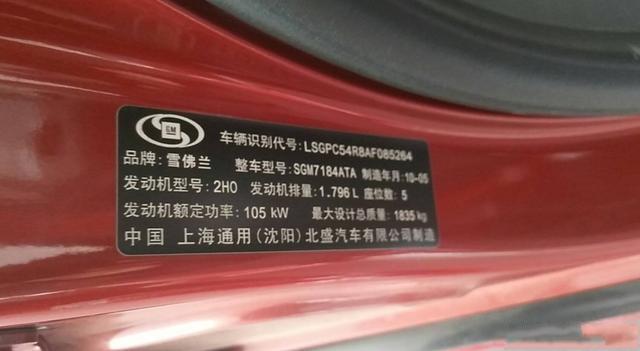 GM
车辆识别代号: LSGPC54R8AF085264
品牌: 雪佛兰 整车型号: SGM7184ATA 制造年月: 10-05
发动机型号: 2H0 发动机排量: 1.796 L 座位数: 5
发动机额定功率: 105 kW 最大设计总质量: 1835 kg
中国 上海通用(沈阳)北盛汽车有限公司制造